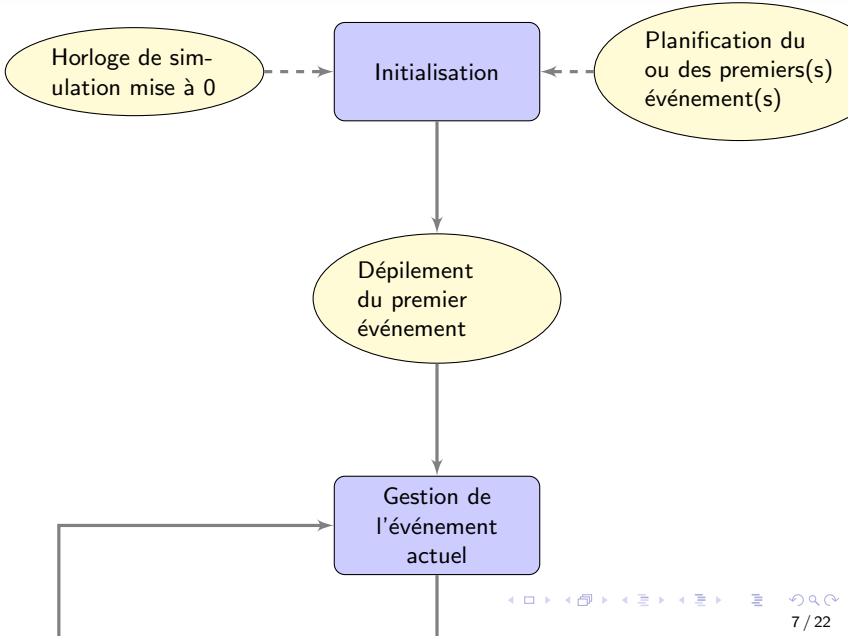 Horloge de sim-
ulation mise à 0
Initialisation
Planification du
ou des premiers(s)
événement(s)
Dépilement
du premier
événement
Gestion de
l'événement
actuel
7 / 22